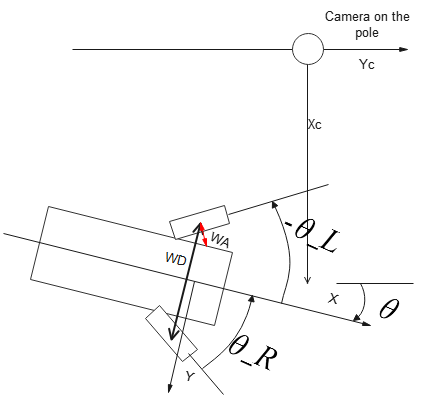 Camera on the
pole
Yc
Xc
-θ_L
WA
WD
X
θ
θ_R
Y